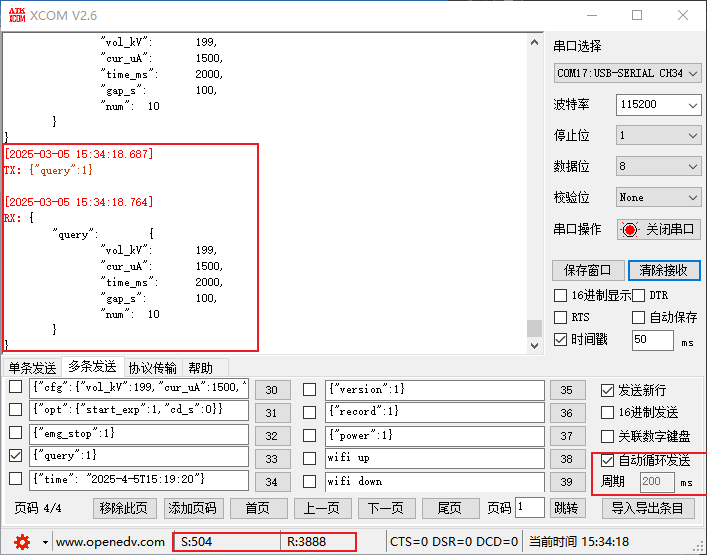 ATK
XCOM
XCOM V2.6
"vol_kV": 199,
"cur_uA": 1500,
"time_ms": 2000,
"gap_s": 100,
"num": 10
}
}
[2025-03-05 15:34:18.687]
TX: {"query":1}
[2025-03-05 15:34:18.764]
RX: {
"query": {
"vol_kV": 199,
"cur_uA": 1500,
"time_ms": 2000,
"gap_s": 100,
"num": 10
}
}
串口选择
COM17:USB-SERIAL CH34
波特率 115200
停止位 1
数据位 8
校验位 None
串口操作 关闭串口
保存窗口 清除接收
16进制显示 DTR
RTS 自动保存
时间戳 50 ms
单条发送 多条发送 协议传输 帮助
{"cfg":{"vol_kV":199,"cur_uA":1500," 30 {"version":1} 35
{"opt":{"start_exp":1,"cd_s":0}} 31 {"record":1} 36
{"emg_stop":1} 32 {"power":1} 37
{"query":1} 33 wifi up 38
{"time": "2025-4-5T15:19:20"} 34 wifi down 39
发送新行
16进制发送
关联数字键盘
自动循环发送
周期 200 ms
页码 4/4 移除此页 添加页码 首页 上一页 下一页 尾页 页码 1 跳转 导入导出条目
www.openedv.com S:504 R:3888 CTS=0 DSR=0 DCD=0 当前时间 15:34:18